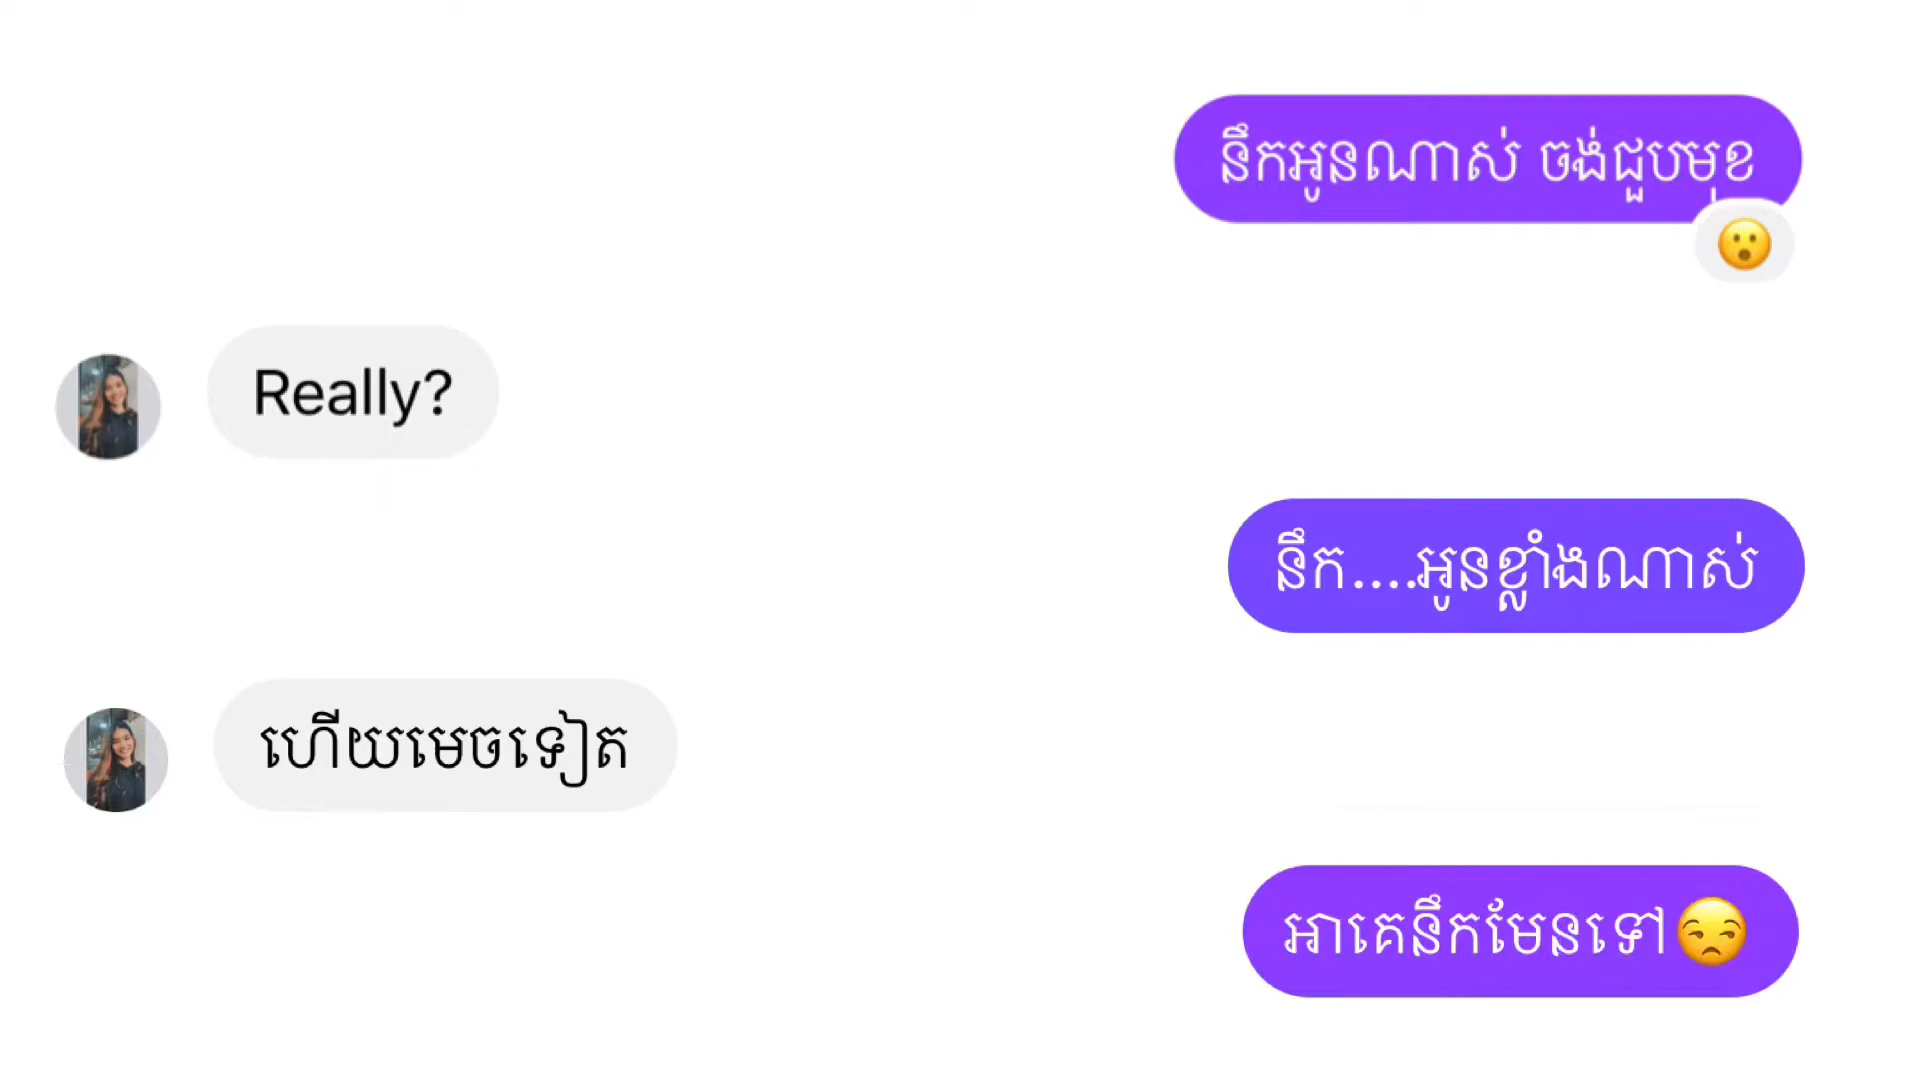 នឹកអូនណាស់ ចង់ជួបមុខ
😮
Really?
នឹក....អូនខ្លាំងណាស់
ហើយមេចទៀត
អាគេនឹកមែនទៅ😒